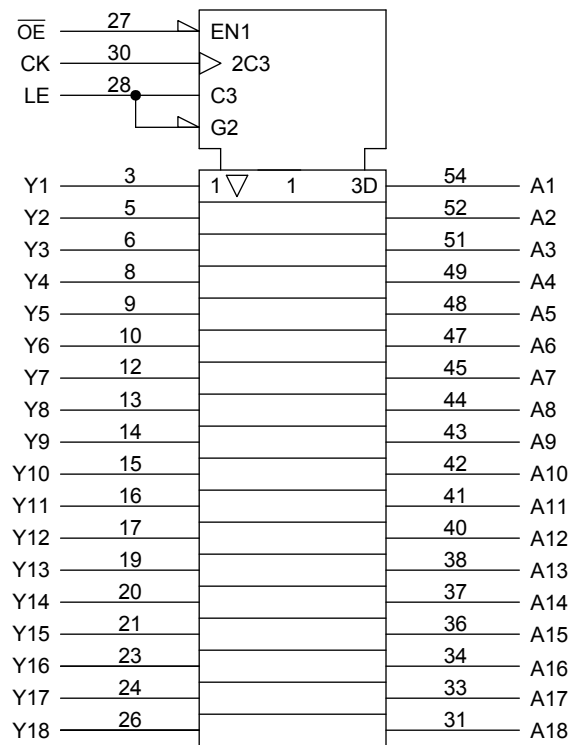 O̅E̅ 27 EN1
CK 30 2C3
LE 28 C3
G2
Y1 3 1 1 3D 54 A1
Y2 5 52 A2
Y3 6 51 A3
Y4 8 49 A4
Y5 9 48 A5
Y6 10 47 A6
Y7 12 45 A7
Y8 13 44 A8
Y9 14 43 A9
Y10 15 42 A10
Y11 16 41 A11
Y12 17 40 A12
Y13 19 38 A13
Y14 20 37 A14
Y15 21 36 A15
Y16 23 34 A16
Y17 24 33 A17
Y18 26 31 A18